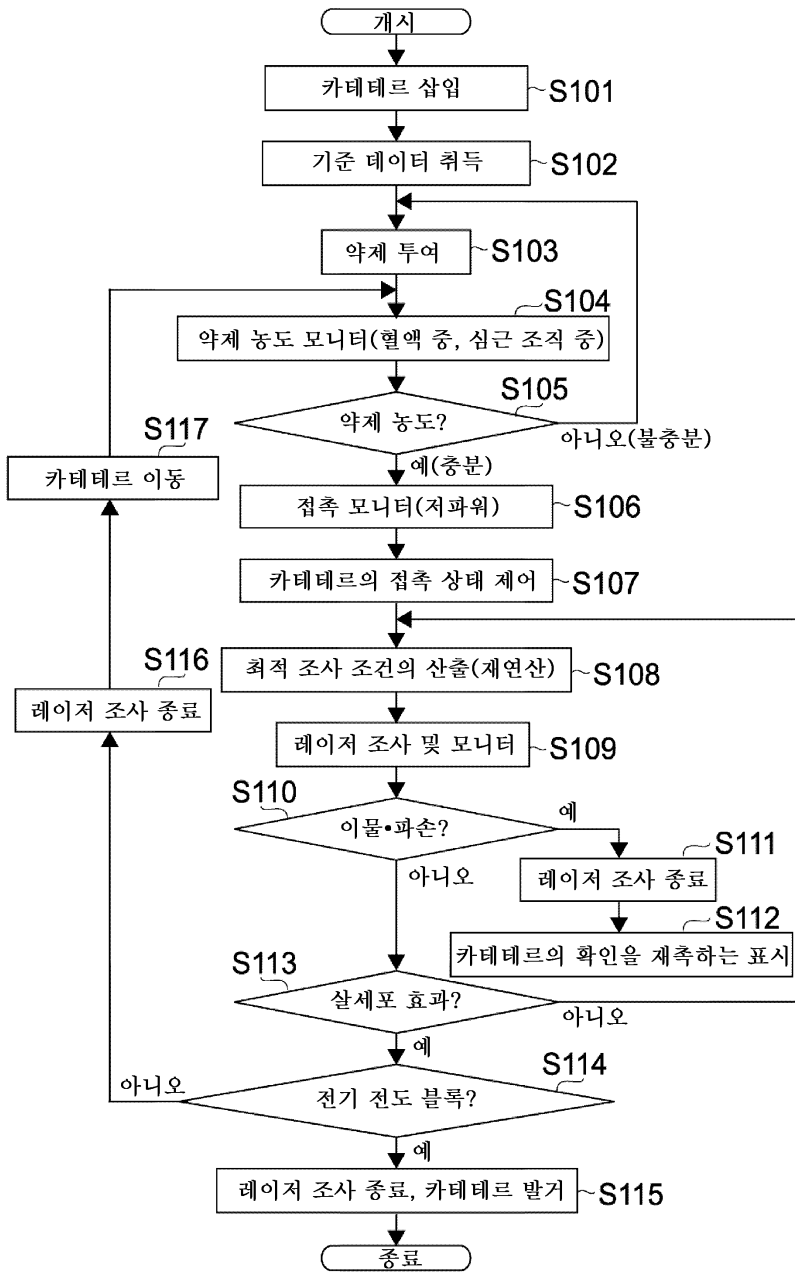 개시
카테테르 삽입
S101
기준 데이터 취득
S102
약제 투여
S103
S104
약제 농도 모니터(혈액 중, 심근 조직 중)
S105
약제 농도?
아니오(불충분)
S117
카테테르 이동
예(충분)
접촉 모니터(저파워)
S106
카테테르의 접촉 상태 제어
S107
S116
최적 조사 조건의 산출(재연산)
S108
레이저 조사 종료
레이저 조사 및 모니터
S109
S110
이물•파손?
예
아니오
S111
레이저 조사 종료
S112
카테테르의 확인을 재촉하는 표시
S113
살세포 효과?
아니오
예
S114
아니오
전기 전도 블록?
예
레이저 조사 종료, 카테테르 발거
S115
종료